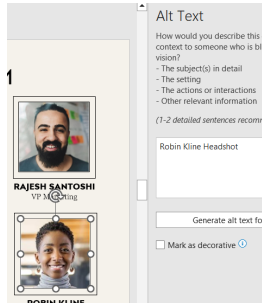 Alt Text
How would you describe this
context to someone who is bl
vision?
- The subject(s) in detail
- The setting
- The actions or interactions
- Other relevant information
(1-2 detailed sentences recomm
Robin Kline Headshot
Generate alt text fo
Mark as decorative
RAJESH SANTOSHI
VP M
ting
ROBIN KLINE